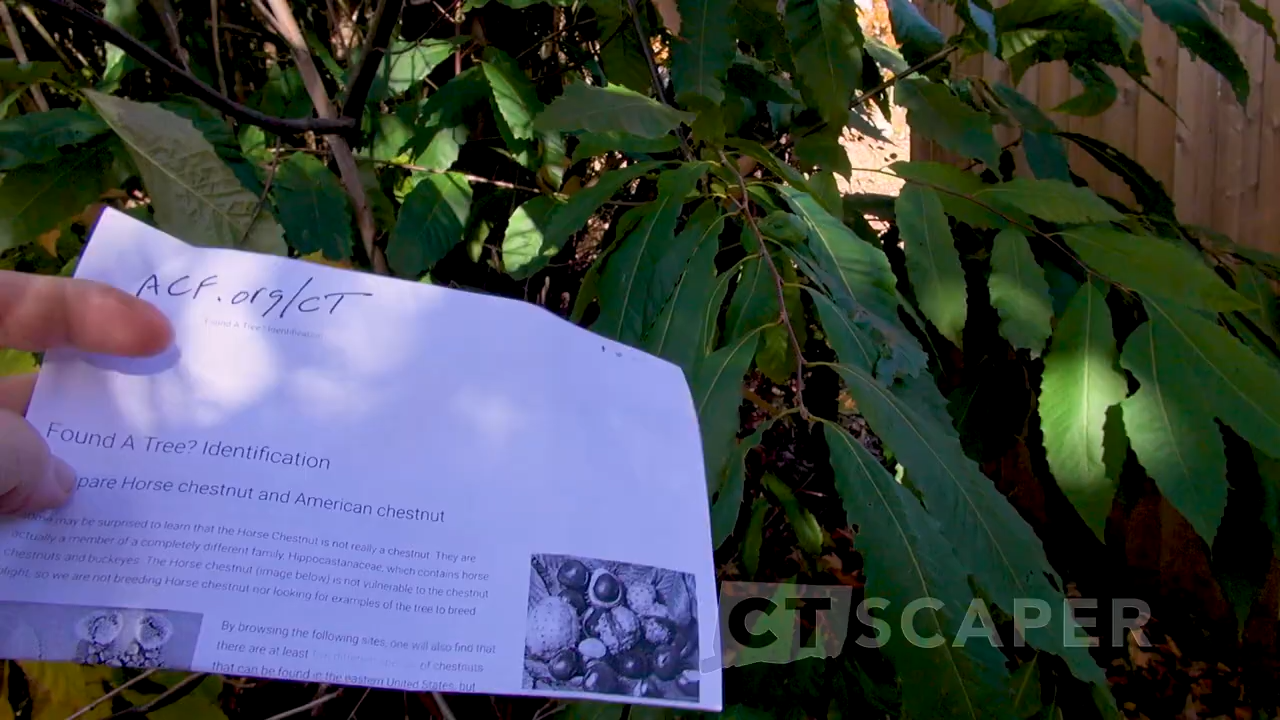 ACF.org/CT
Found A Tree? Identification
Found A Tree? Identification
pare Horse chestnut and American chestnut
may be surprised to learn that the Horse Chestnut is not really a chestnut. They are
actually a member of a completely different family, Hippocastanaceae, which contains horse
chestnuts and buckeyes. The Horse chestnut (image below) is not vulnerable to the chestnut
blight, so we are not breeding Horse chestnut nor looking for examples of the tree to breed
By browsing the following sites, one will also find that
there are at least of chestnuts
that can be found in the eastern United States, but
CTSCAPER